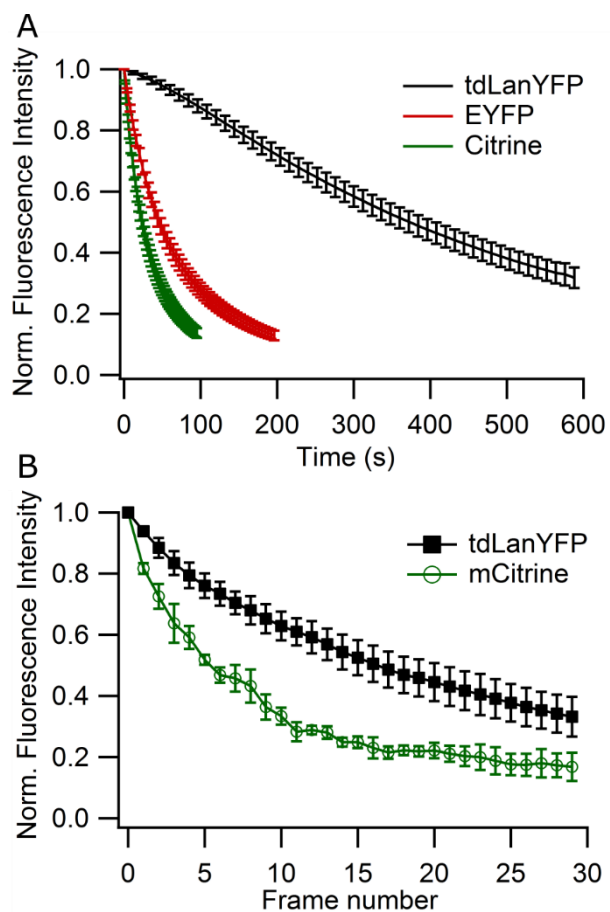 A
Norm. Fluorescence Intensity
1.0
0.8
0.6
0.4
0.2
0.0
tdLanYFP
EYFP
Citrine
0 100 200 300 400 500 600
Time (s)
B
Norm. Fluorescence Intensity
1.0
0.8
0.6
0.4
0.2
0.0
tdLanYFP
mCitrine
0 5 10 15 20 25 30
Frame number